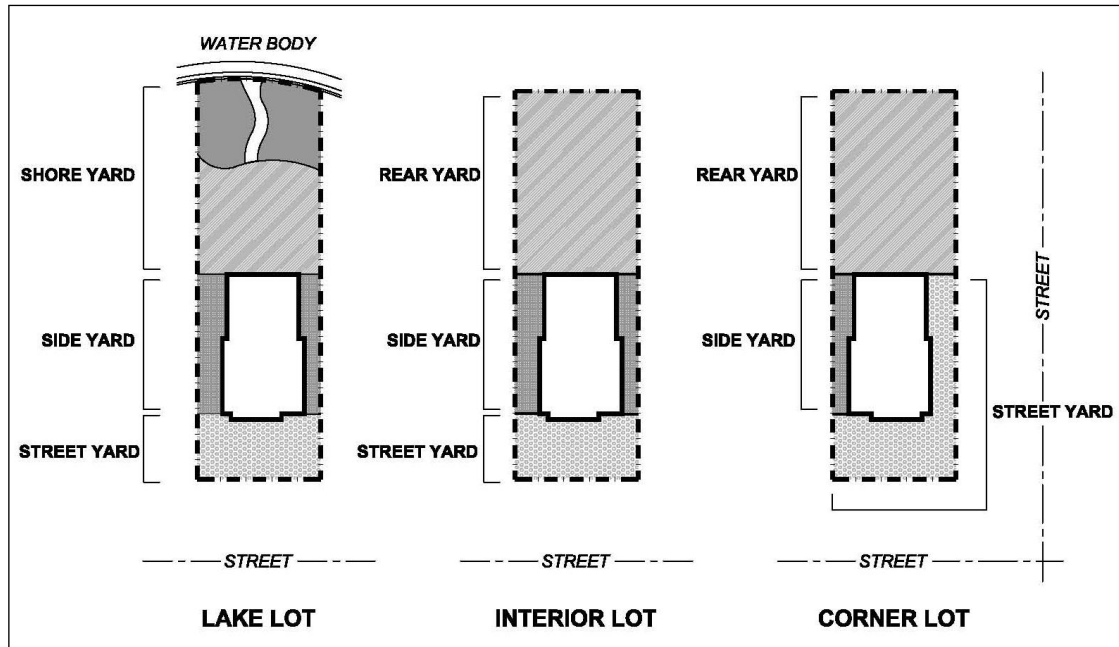 WATER BODY
SHORE YARD
SIDE YARD
STREET YARD
STREET
LAKE LOT
REAR YARD
SIDE YARD
STREET YARD
STREET
INTERIOR LOT
REAR YARD
SIDE YARD
STREET YARD
STREET
STREET
CORNER LOT